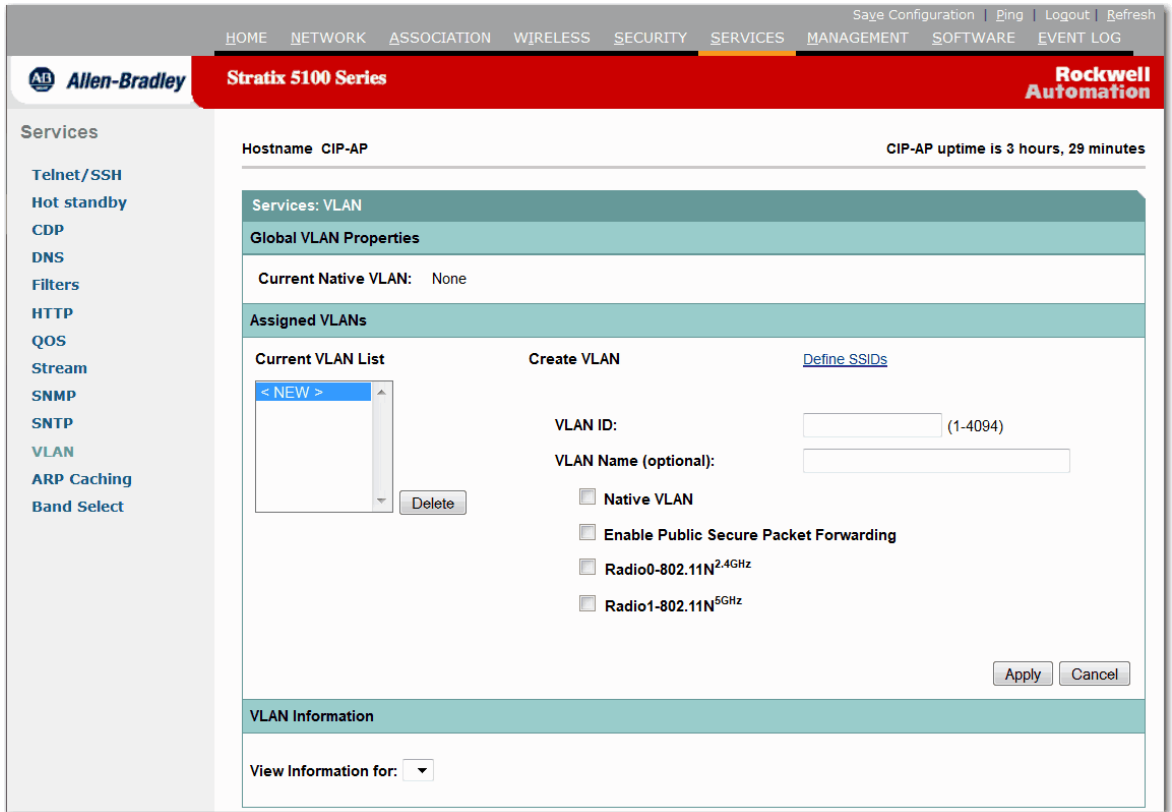 Save Configuration | Ping | Logout | Refresh
HOME NETWORK ASSOCIATION WIRELESS SECURITY SERVICES MANAGEMENT SOFTWARE EVENT LOG
AB Allen-Bradley
Stratix 5100 Series
Rockwell
Automation
Services
Telnet/SSH
Hot standby
CDP
DNS
Filters
HTTP
QOS
Stream
SNMP
SNTP
VLAN
ARP Caching
Band Select
Hostname CIP-AP
CIP-AP uptime is 3 hours, 29 minutes
Services: VLAN
Global VLAN Properties
Current Native VLAN: None
Assigned VLANs
Current VLAN List
< NEW >
Delete
Create VLAN
Define SSIDs
VLAN ID: (1-4094)
VLAN Name (optional):
Native VLAN
Enable Public Secure Packet Forwarding
Radio0-802.11N2.4GHz
Radio1-802.11N5GHz
Apply Cancel
VLAN Information
View Information for: